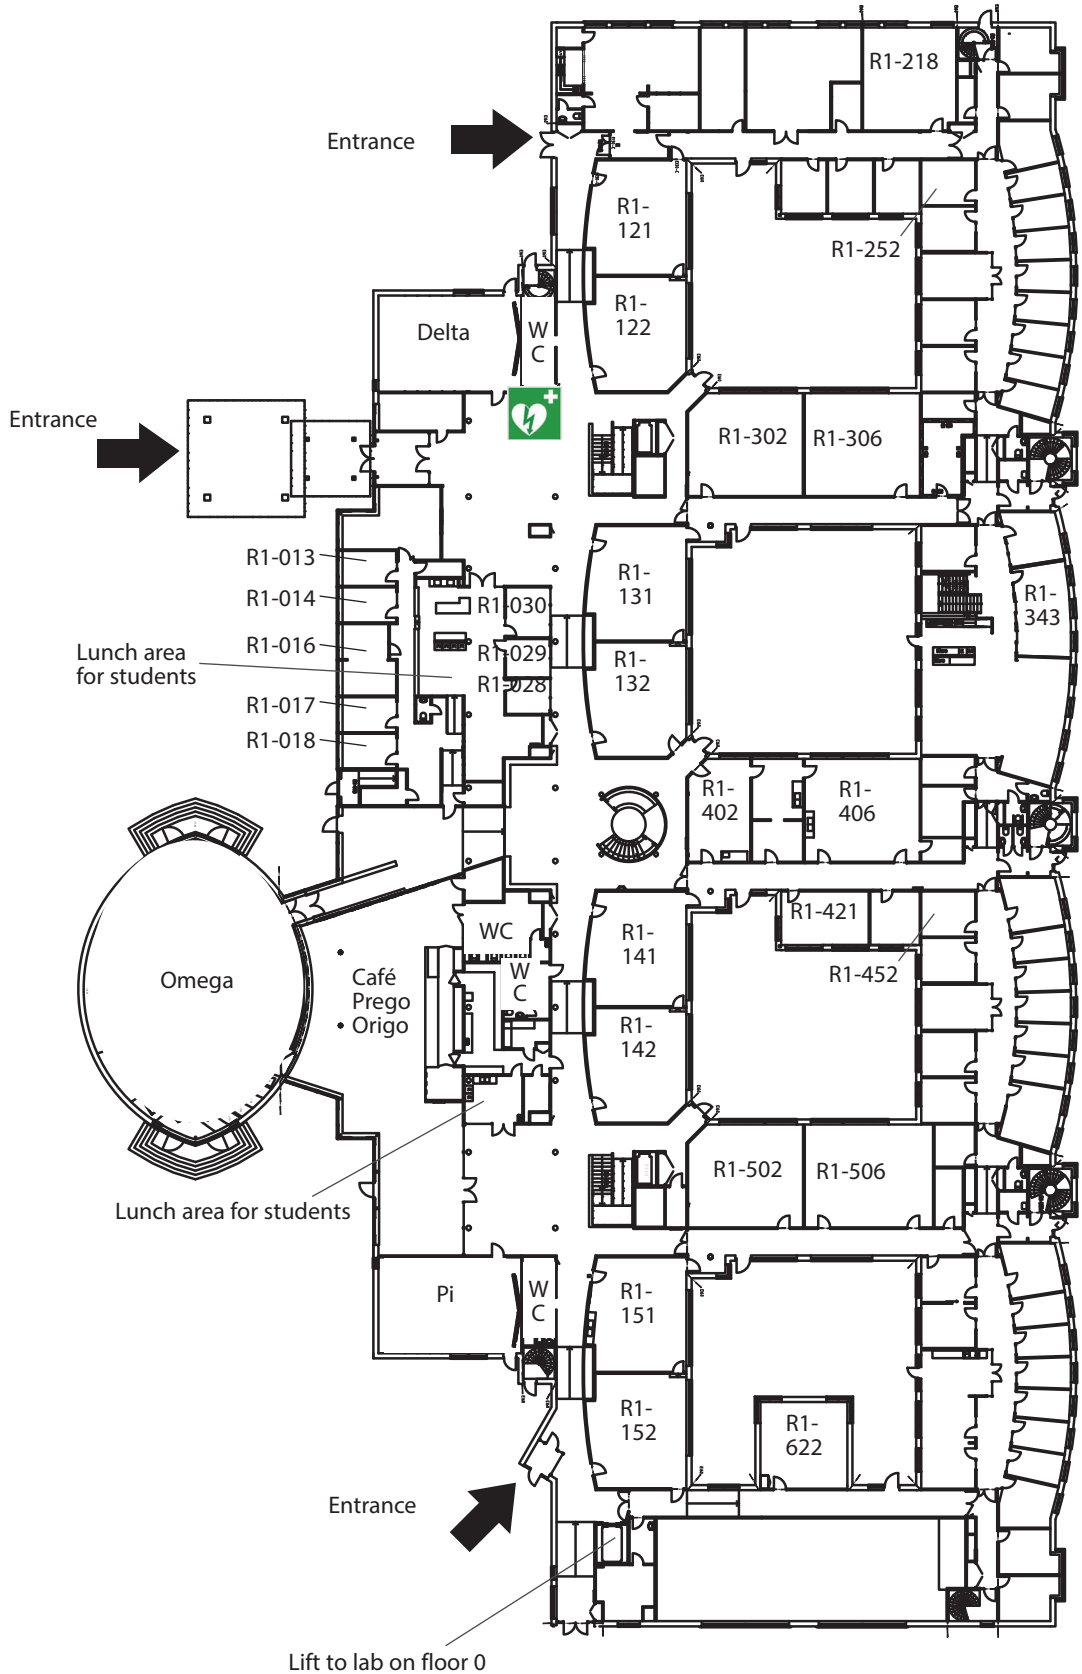 R1-218
Entrance
R1-
121
R1-252
R1-
122
Delta
W
C
Entrance
R1-302
R1-306
R1-013
R1-014
R1-016
R1-017
R1-018
Lunch area
for students
R1-030
R1-029
R1-028
R1-
131
R1-
132
R1-
343
R1-
402
R1-
406
R1-421
R1-452
R1-
141
R1-
142
WC
W
C
Omega
Café
Prego
Origo
R1-502
R1-506
Lunch area for students
Pi
W
C
R1-
151
R1-
152
R1-
622
Entrance
Lift to lab on floor 0